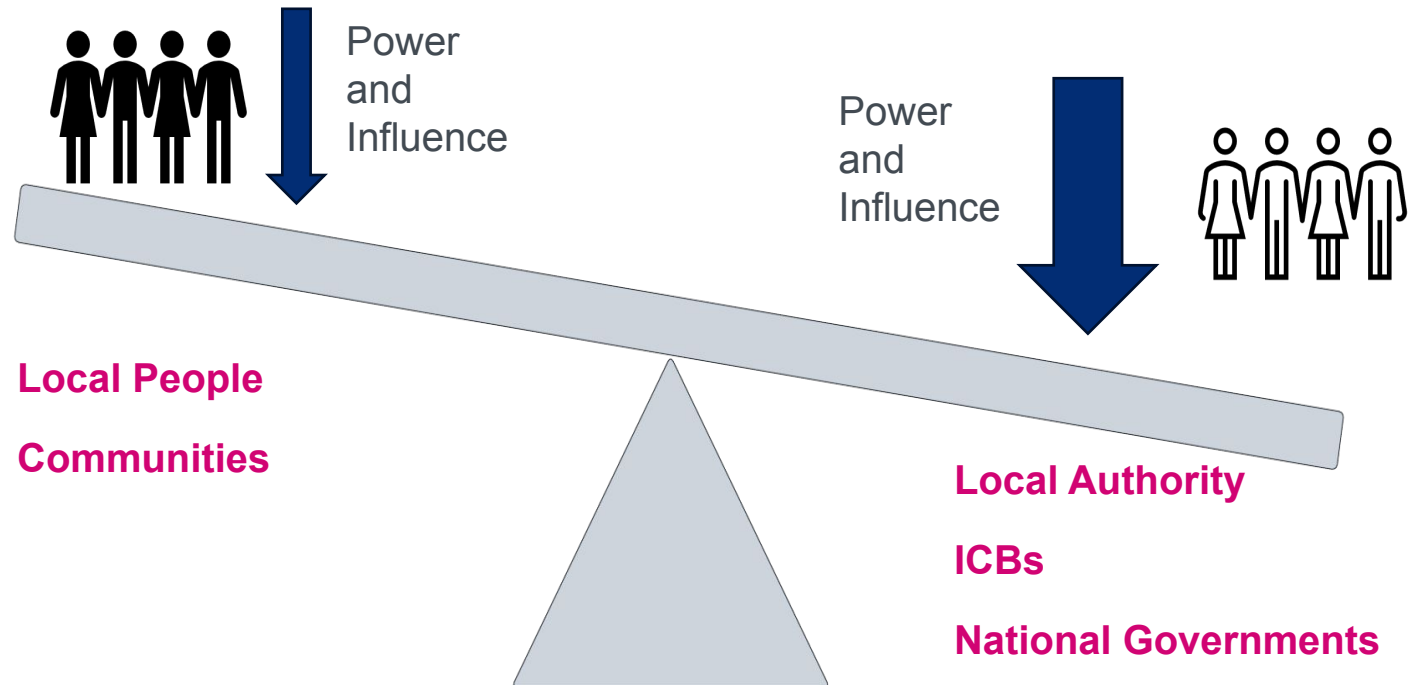 Power
and
Influence
Power
and
Influence
Local People
Communities
Local Authority
ICBs
National Governments